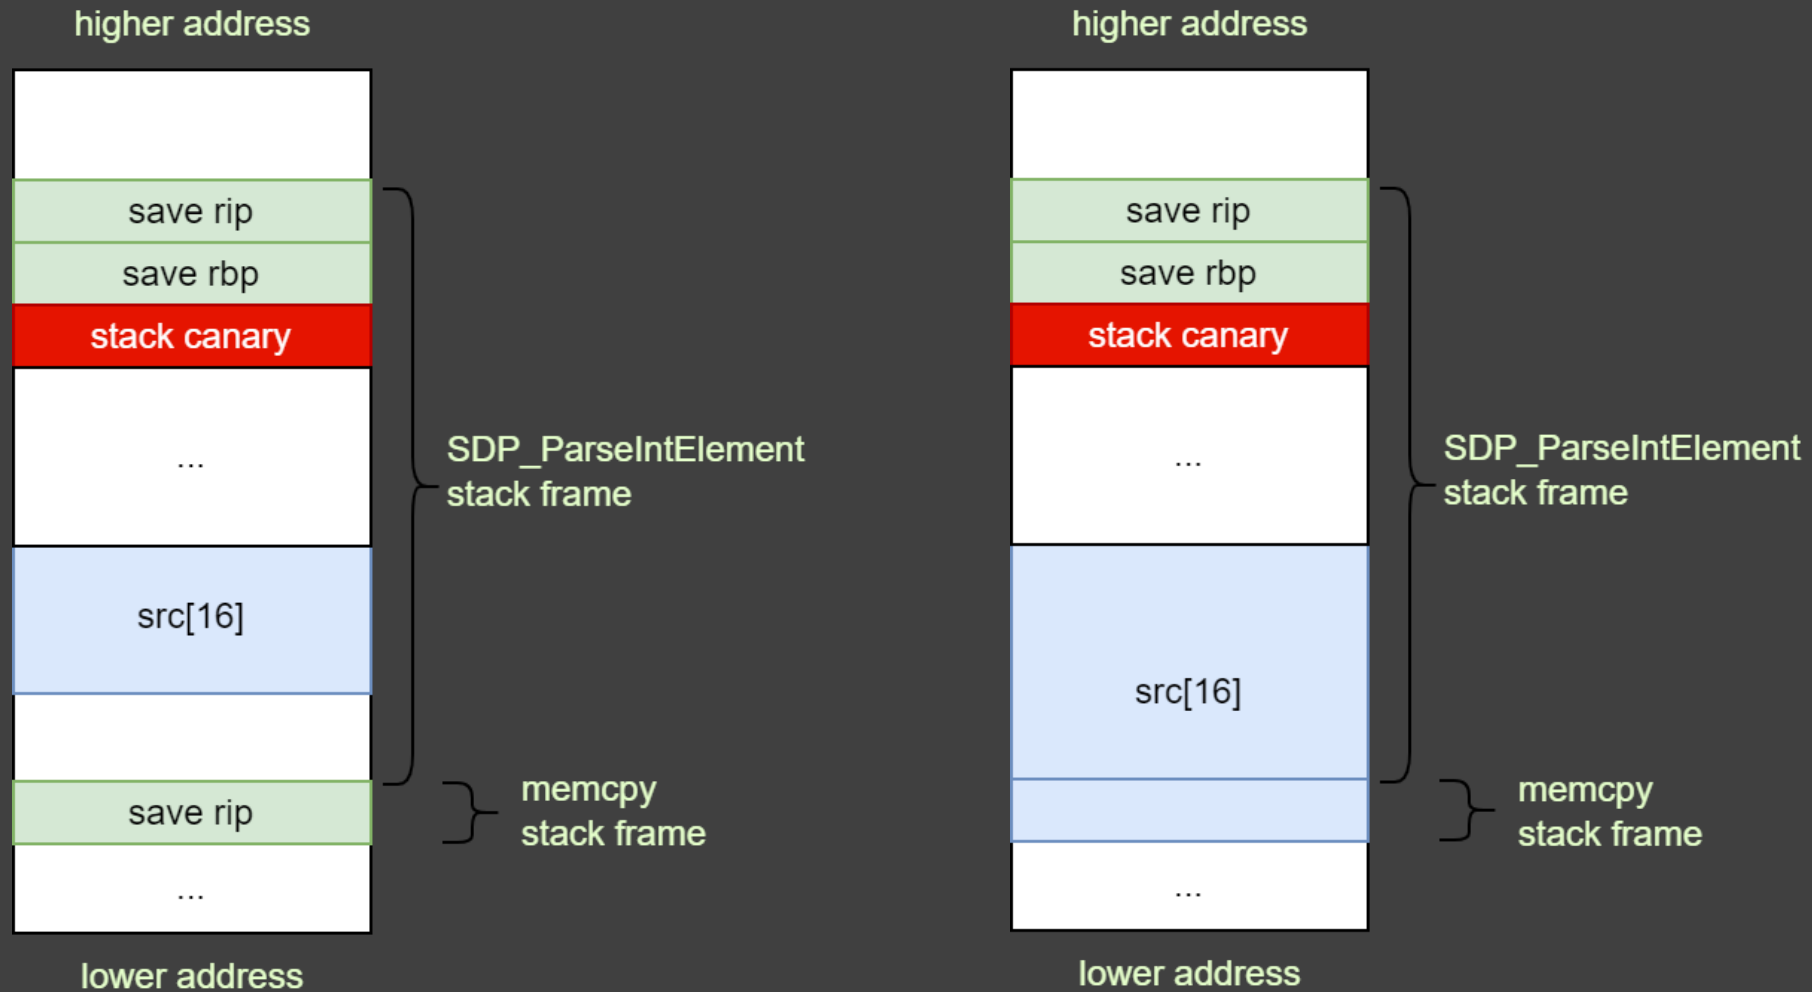 higher address
save rip
save rbp
stack canary
...
SDP_ParseIntElement
stack frame
src[16]
save rip
memcpy
stack frame
...
lower address
higher address
save rip
save rbp
stack canary
...
SDP_ParseIntElement
stack frame
src[16]
memcpy
stack frame
...
lower address